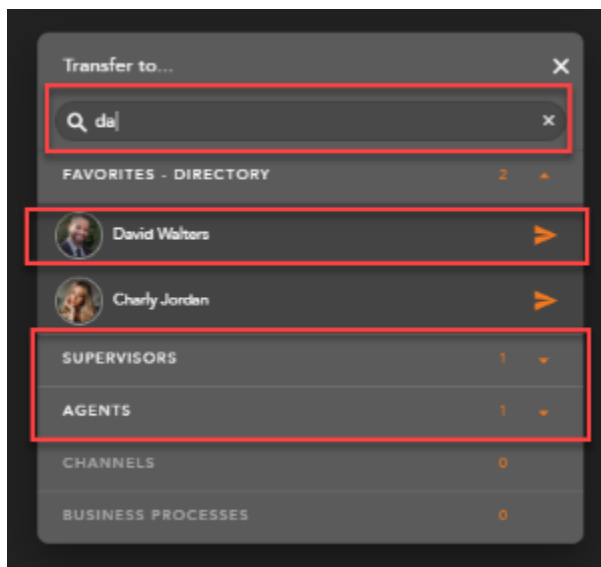 Transfer to...
da
FAVORITES - DIRECTORY 2
David Walters
Charly Jordan
SUPERVISORS 1
AGENTS 1
CHANNELS 0
BUSINESS PROCESSES 0